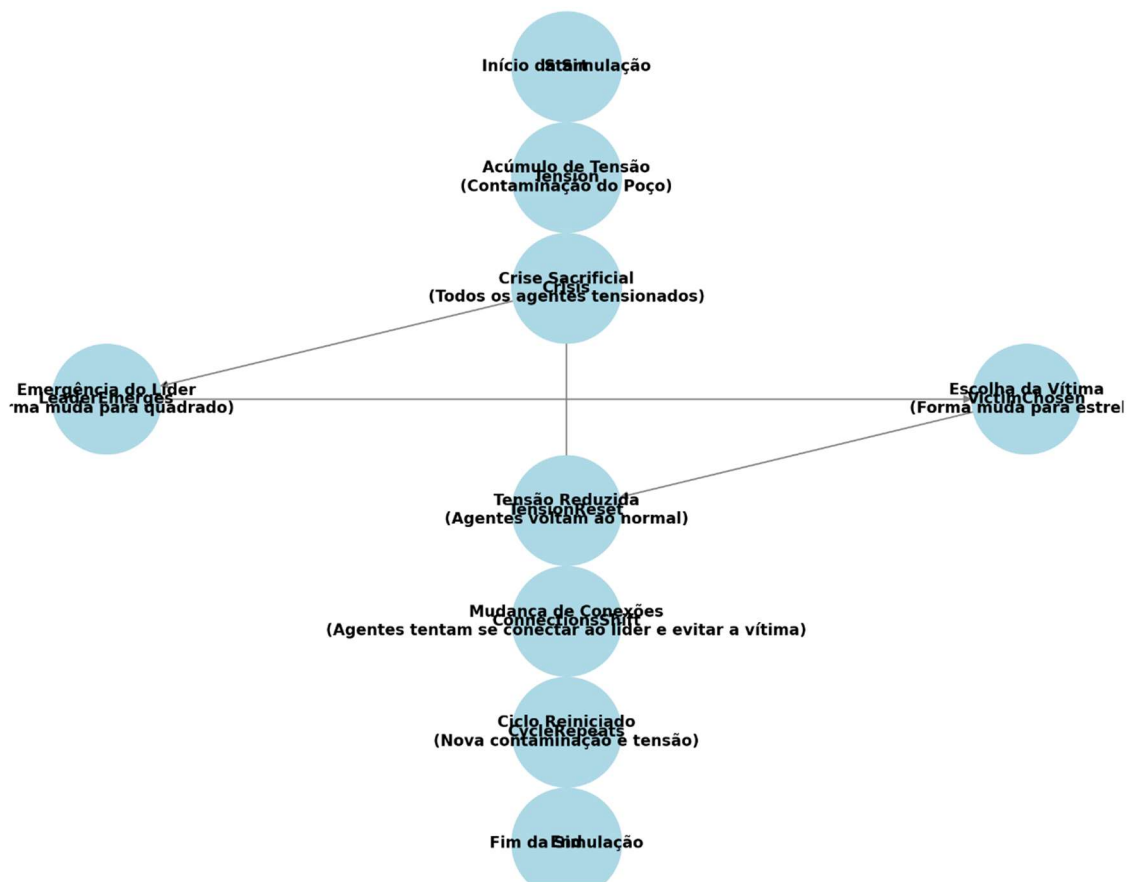 Início da Simulação
Start
Acúmulo de Tensão
Tension
(Contaminação do Poço)
Crise Sacrificial
Crisis
(Todos os agentes tensionados)
Emergência do Líder
LeaderEmerges
rma muda para quadrado)
Escolha da Vítima
VictimChosen
(Forma muda para estrel
Tensão Reduzida
TensionReset
(Agentes voltam ao normal)
Mudança de Conexões
ConnectionsShift
(Agentes tentam se conectar ao líder e evitar a vítima)
Ciclo Reiniciado
CycleRepeats
(Nova contaminação e tensão)
Fim da Simulação
End